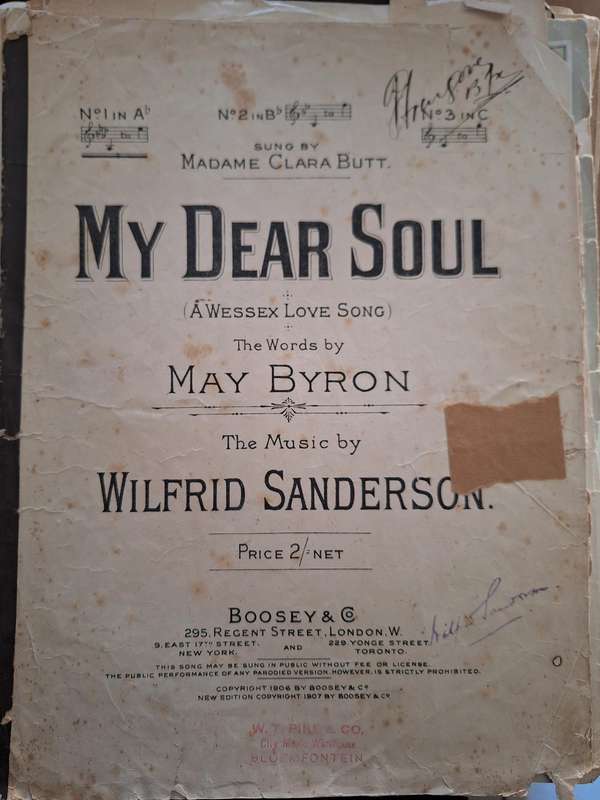 No 1 IN A♭
No 2 IN B♭
No 3 IN C
SUNG BY
MADAME CLARA BUTT.
MY DEAR SOUL
(A WESSEX LOVE SONG)
The Words by
MAY BYRON
The Music by
WILFRID SANDERSON.
PRICE 2/= NET
BOOSEY & Co
295, REGENT STREET, LONDON, W.
9, EAST 17TH STREET, NEW YORK. AND 229 YONGE STREET, TORONTO.
THIS SONG MAY BE SUNG IN PUBLIC WITHOUT FEE OR LICENSE.
THE PUBLIC PERFORMANCE OF ANY PARODIED VERSION, HOWEVER, IS STRICTLY PROHIBITED.
COPYRIGHT 1906 BY BOOSEY & Co
NEW EDITION COPYRIGHT 1907 BY BOOSEY & Co
& CO,
City Music Warehouse
BLOEMFONTEIN